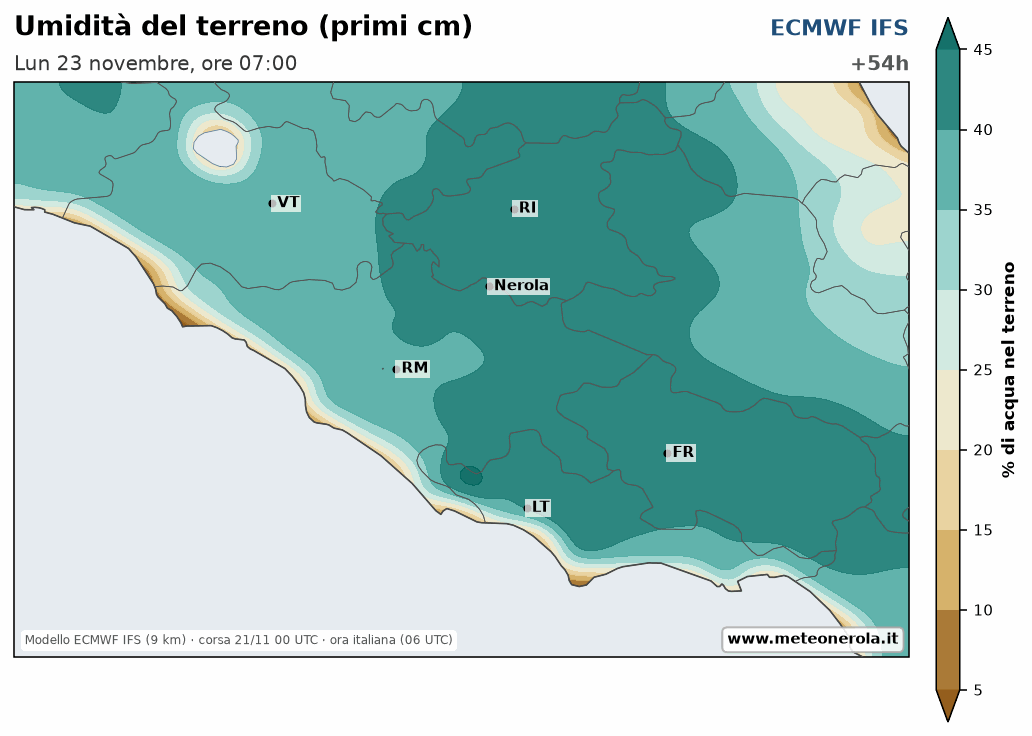 Umidità del terreno (primi cm)
ECMWF IFS
Lun 23 novembre, ore 07:00
+54h
VT
RI
Nerola
RM
FR
LT
Modello ECMWF IFS (9 km) · corsa 21/11 00 UTC · ora italiana (06 UTC)
www.meteonerola.it
45
40
35
30
25
20
15
10
5
% di acqua nel terreno